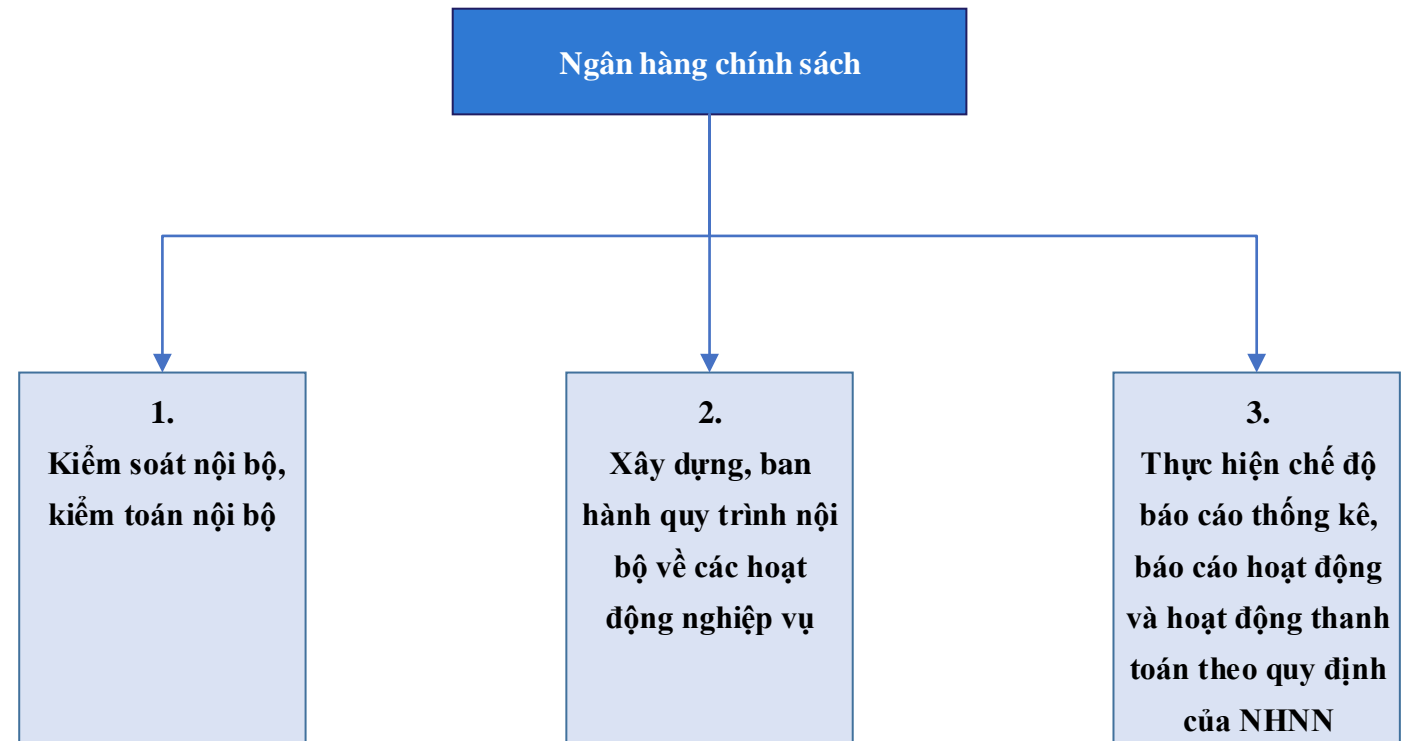 Ngân hàng chính sách
1.
Kiểm soát nội bộ,
kiểm toán nội bộ
2.
Xây dựng, ban
hành quy trình nội
bộ về các hoạt
động nghiệp vụ
3.
Thực hiện chế độ
báo cáo thống kê,
báo cáo hoạt động
và hoạt động thanh
toán theo quy định
của NHNN